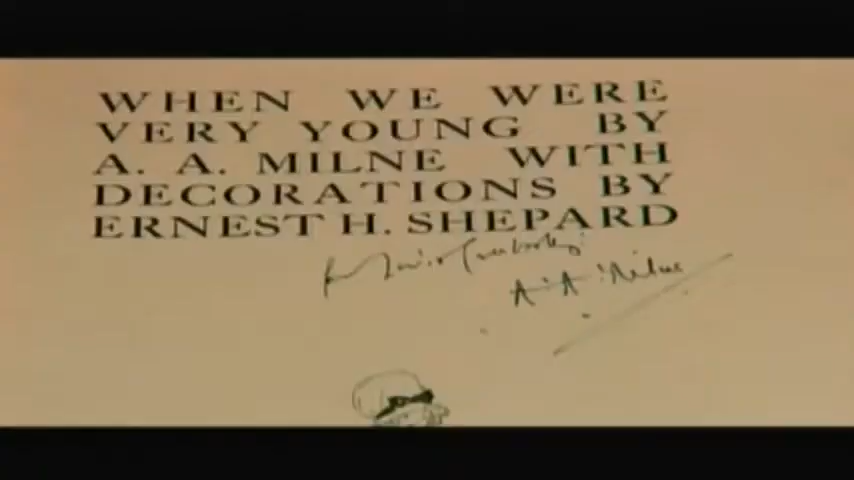 WHEN WE WERE
VERY YOUNG BY
A. A. MILNE WITH
DECORATIONS BY
ERNEST H. SHEPARD
A. A. Milne